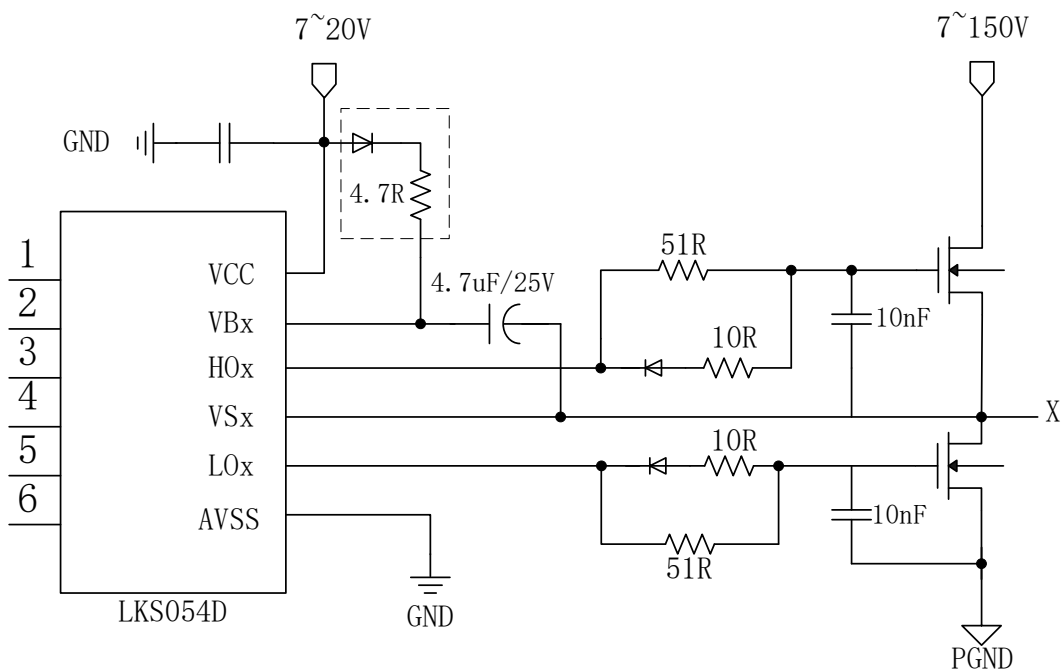 7~20V
7~150V
GND
4.7R
1
2
3
4
5
6
VCC
VBx
HOx
VSx
LOx
AVSS
4.7uF/25V
51R
10R
10nF
X
10R
51R
10nF
GND
LKS054D
PGND